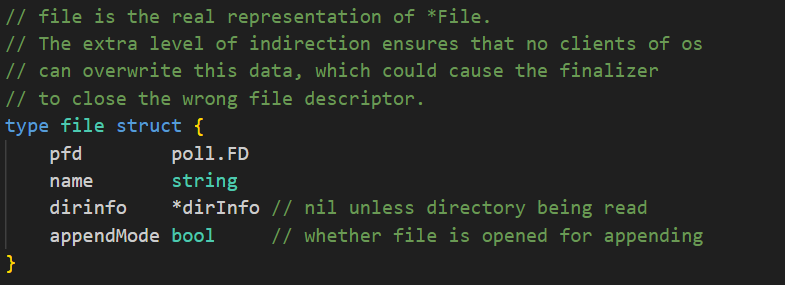 // file is the real representation of *File.
// The extra level of indirection ensures that no clients of os
// can overwrite this data, which could cause the finalizer
// to close the wrong file descriptor.
type file struct {
    pfd        poll.FD
    name       string
    dirinfo    *dirInfo // nil unless directory being read
    appendMode bool     // whether file is opened for appending
}